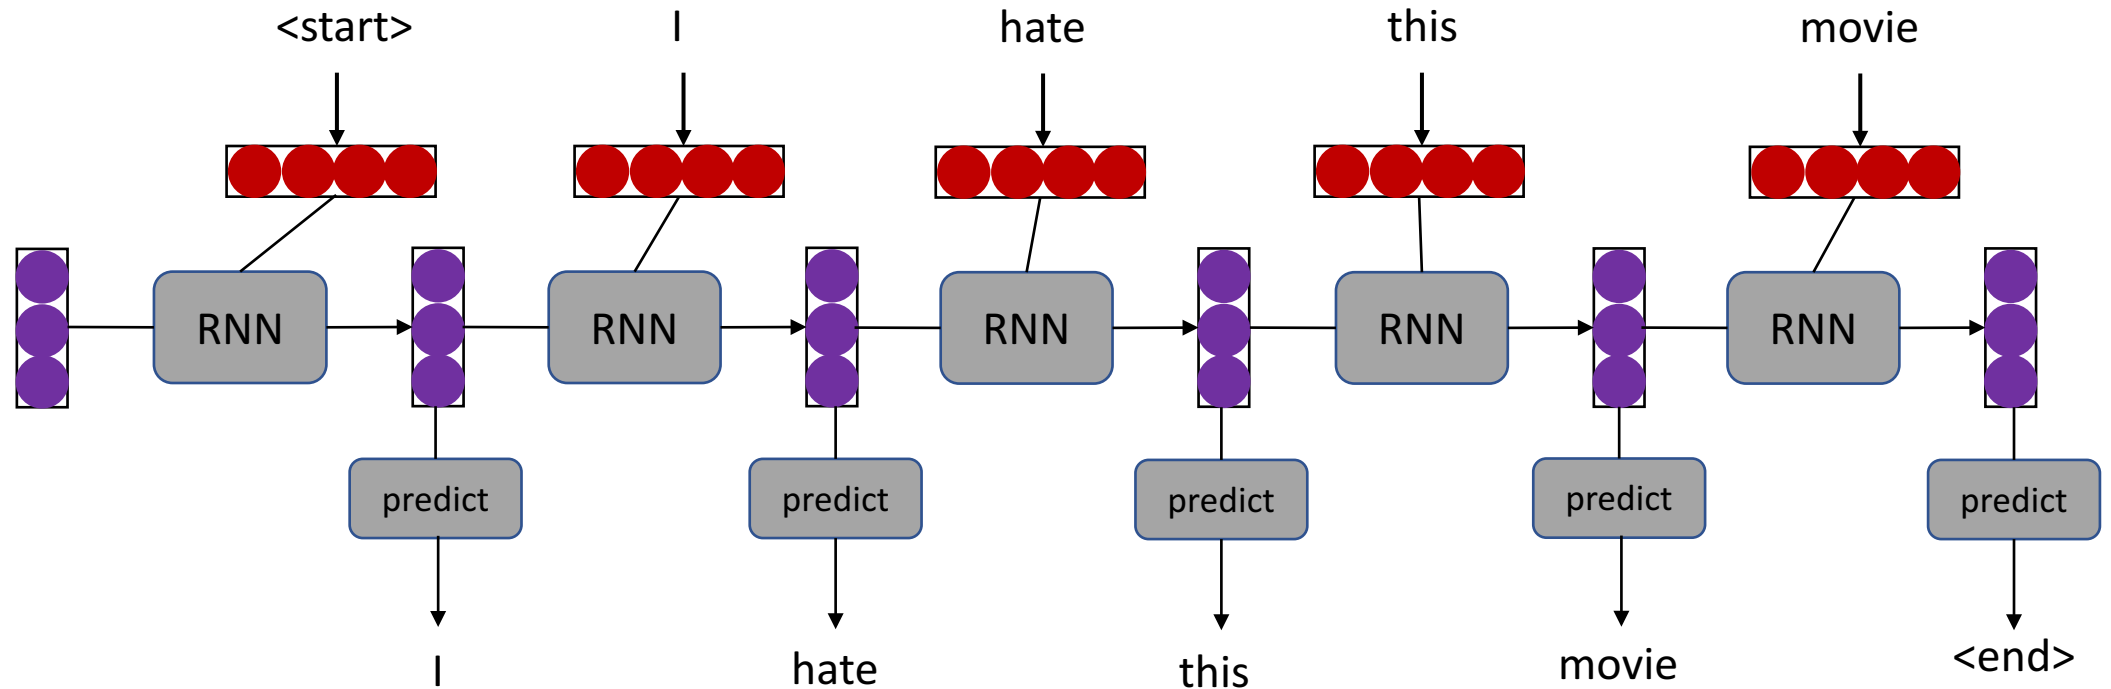 <start> I hate this movie
RNN RNN RNN RNN RNN
predict predict predict predict predict
I hate this movie <end>